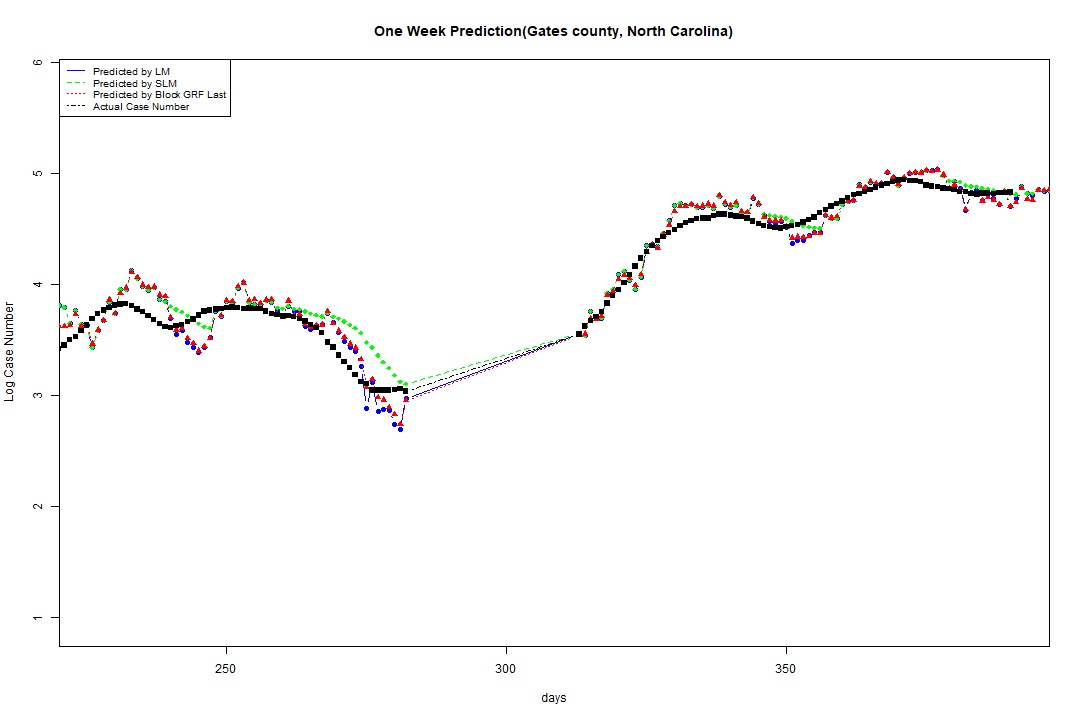 One Week Prediction(Gates county, North Carolina)
Predicted by LM
Predicted by SLM
Predicted by Block GRF Last
Actual Case Number
6
5
4
3
2
1
Log Case Number
250
300
350
days